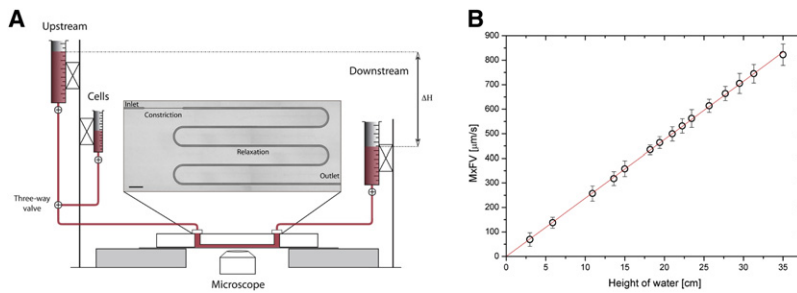 A
Upstream
Downstream
Cells
ΔH
Inlet
Constriction
Relaxation
Outlet
Three-way
valve
Microscope
B
MxFV [µm/s]
900
800
700
600
500
400
300
200
100
0
0 5 10 15 20 25 30 35
Height of water [cm]